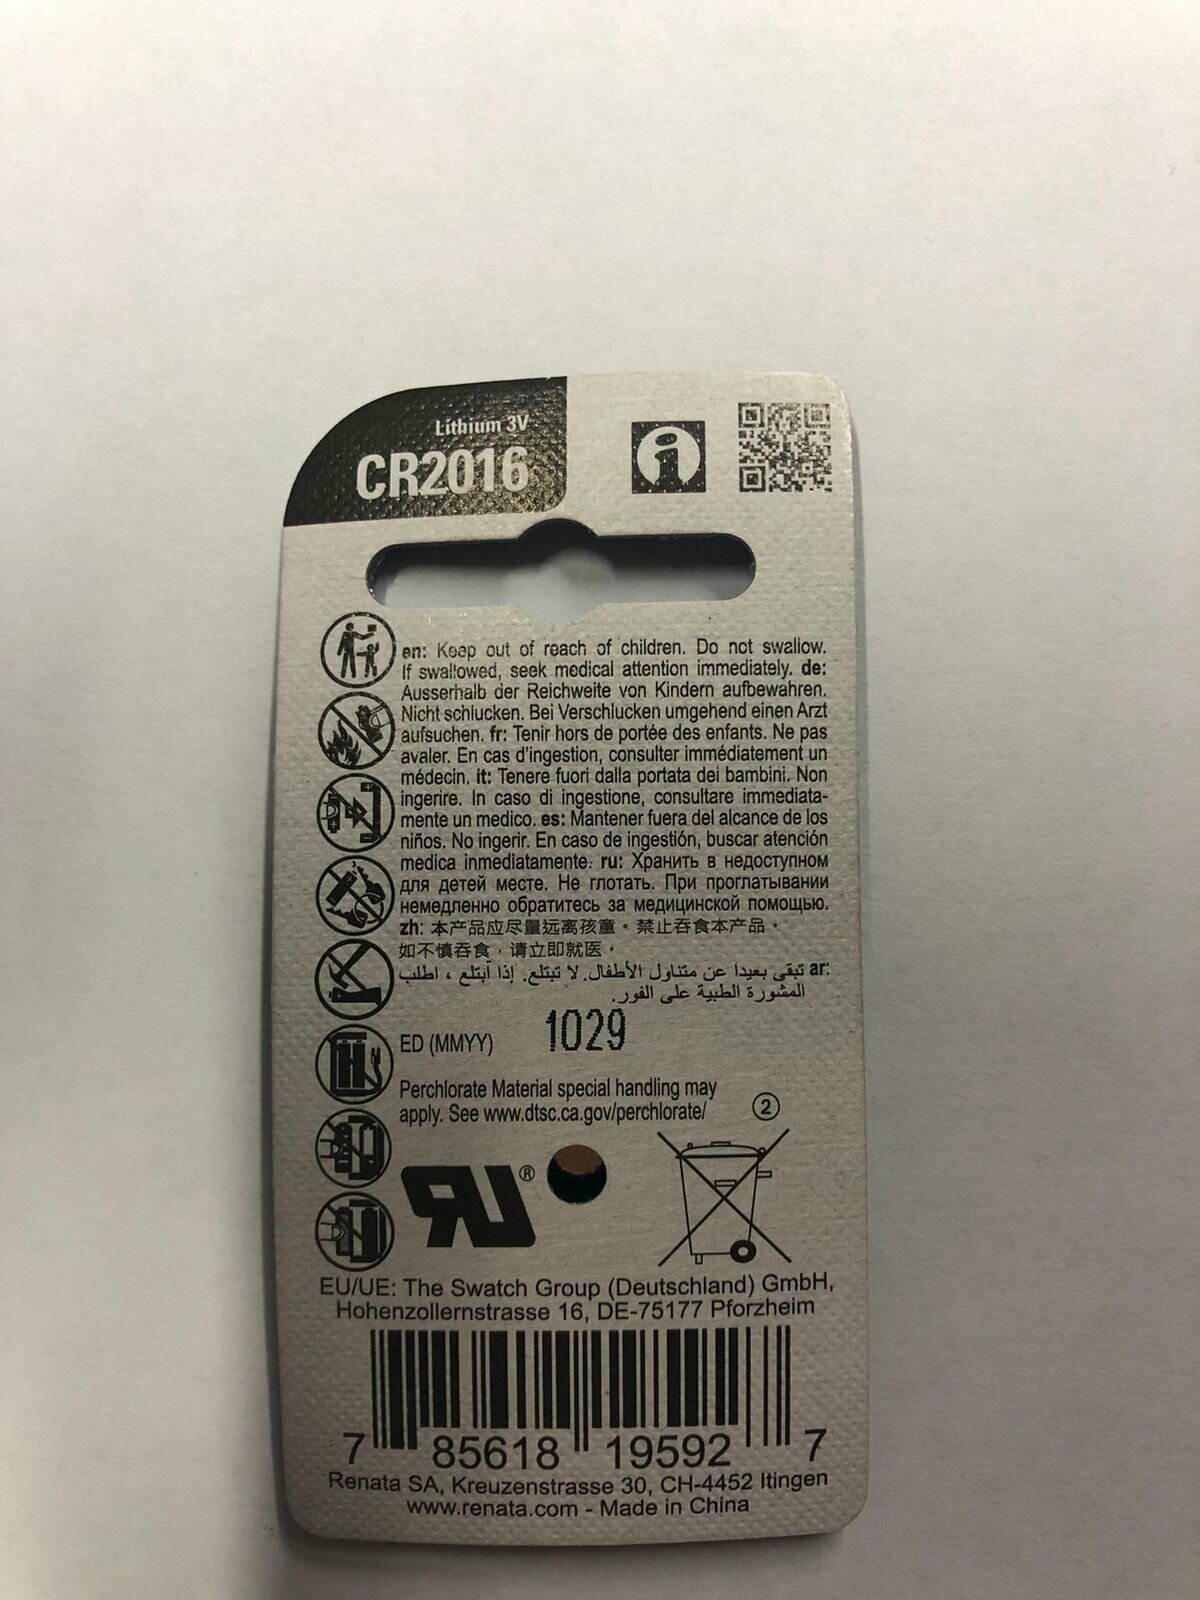 Lithium 3V
CR2016
i
en: Keep out of reach of children. Do not swallow.
If swallowed, seek medical attention immediately. de:
Ausserhalb der Reichweite von Kindern aufbewahren.
Nicht schlucken. Bei Verschlucken umgehend einen Arzt
aufsuchen. fr: Tenir hors de portée des enfants. Ne pas
avaler. En cas d'ingestion, consulter immédiatement un
médecin. it: Tenere fuori dalla portata dei bambini. Non
ingerire. In caso di ingestione, consultare immediata-
mente un medico. es: Mantener fuera del alcance de los
niños. No ingerir. En caso de ingestión, buscar atención
medica inmediatamente. ru: Хранить в недоступном
для детей месте. Не глотать. При проглатывании
немедленно обратитесь за медицинской помощью.
zh: 本产品应尽量远离孩童。禁止吞食本产品。
如不慎吞食，请立即就医。
ar: تبقى بعيدا عن متناول الأطفال. لا تبتلع. إذا أبتلع ، اطلب
المشورة الطبية على الفور.
ED (MMYY) 1029
Perchlorate Material special handling may
apply. See www.dtsc.ca.gov/perchlorate/
2
RU®
EU/UE: The Swatch Group (Deutschland) GmbH,
Hohenzollernstrasse 16, DE-75177 Pforzheim
7 85618 19592 7
Renata SA, Kreuzenstrasse 30, CH-4452 Itingen
www.renata.com - Made in China